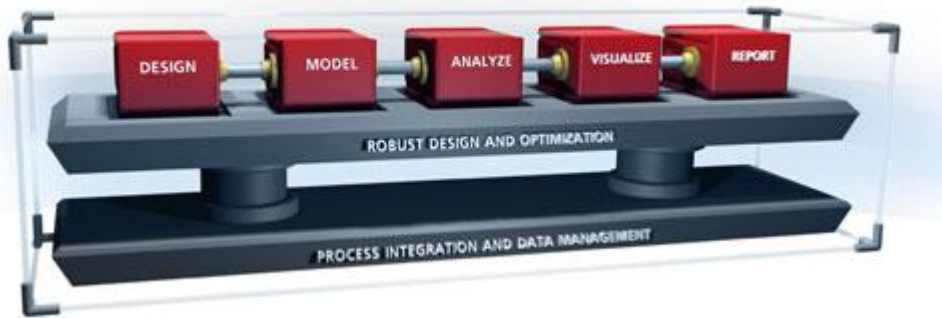 DESIGN
MODEL
ANALYZE
VISUALIZE
REPORT
ROBUST DESIGN AND OPTIMIZATION
PROCESS INTEGRATION AND DATA MANAGEMENT